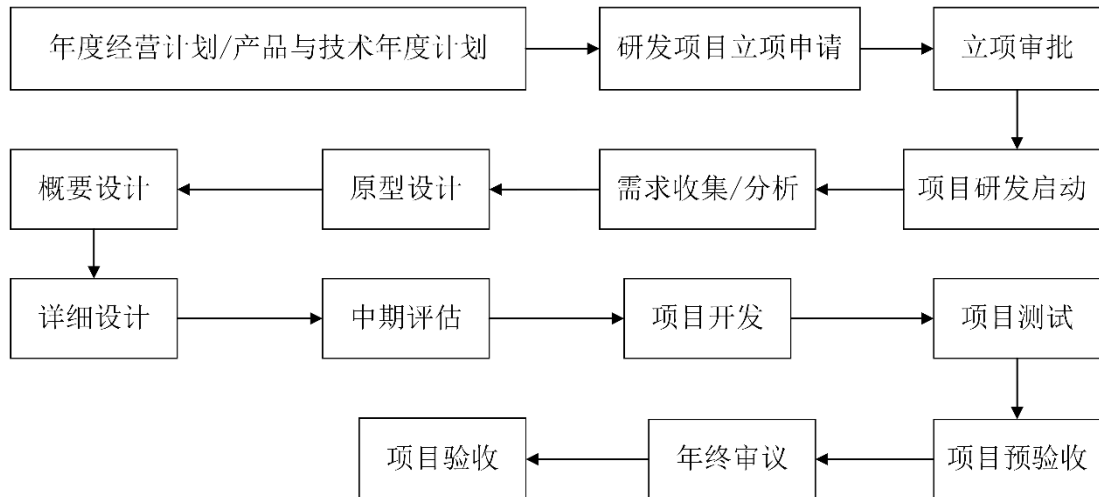 年度经营计划/产品与技术年度计划
研发项目立项申请
立项审批
项目研发启动
需求收集/分析
原型设计
概要设计
详细设计
中期评估
项目开发
项目测试
项目预验收
年终审议
项目验收